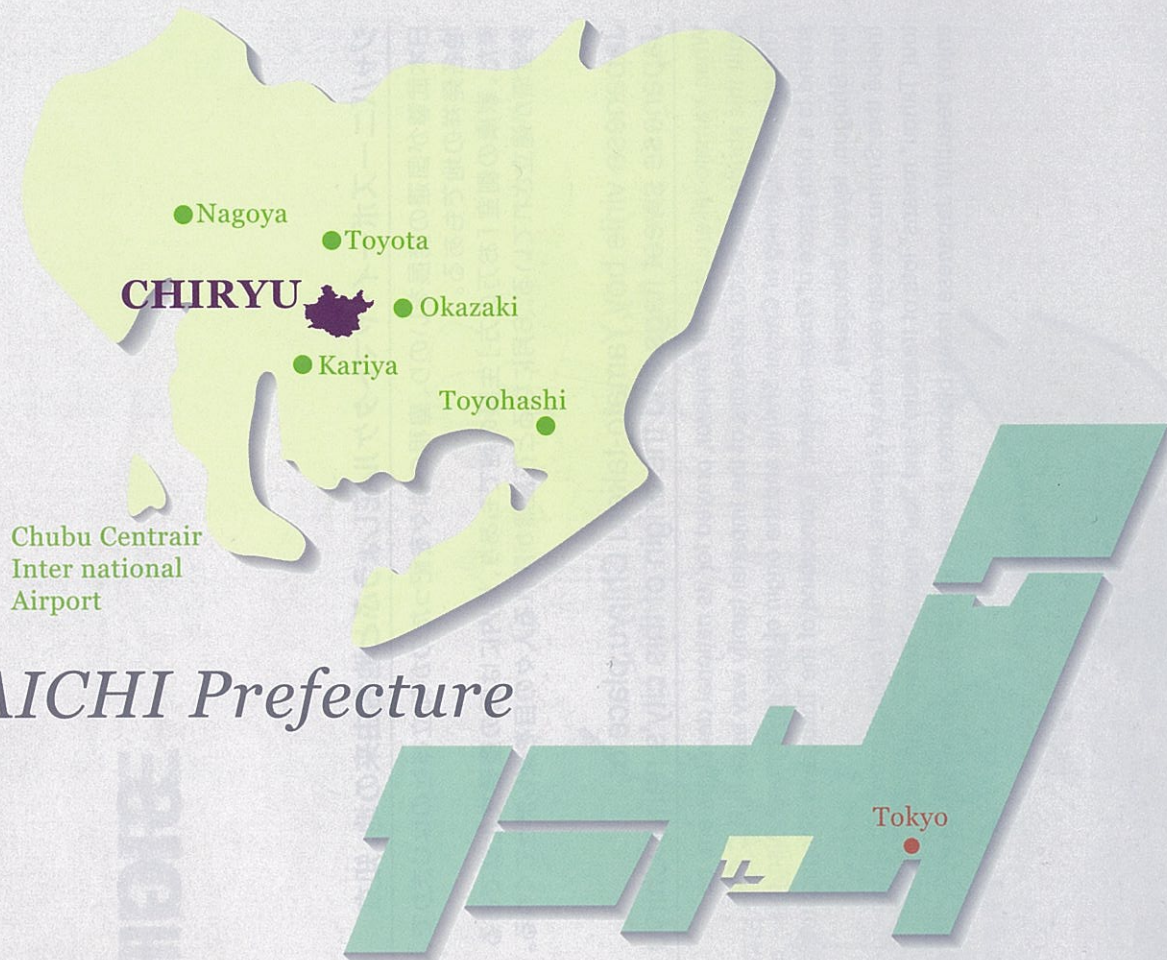 Nagoya
Toyota
CHIRYU
Okazaki
Kariya
Toyohashi
Chubu Centrair
Inter national
Airport
AICHI Prefecture
Tokyo